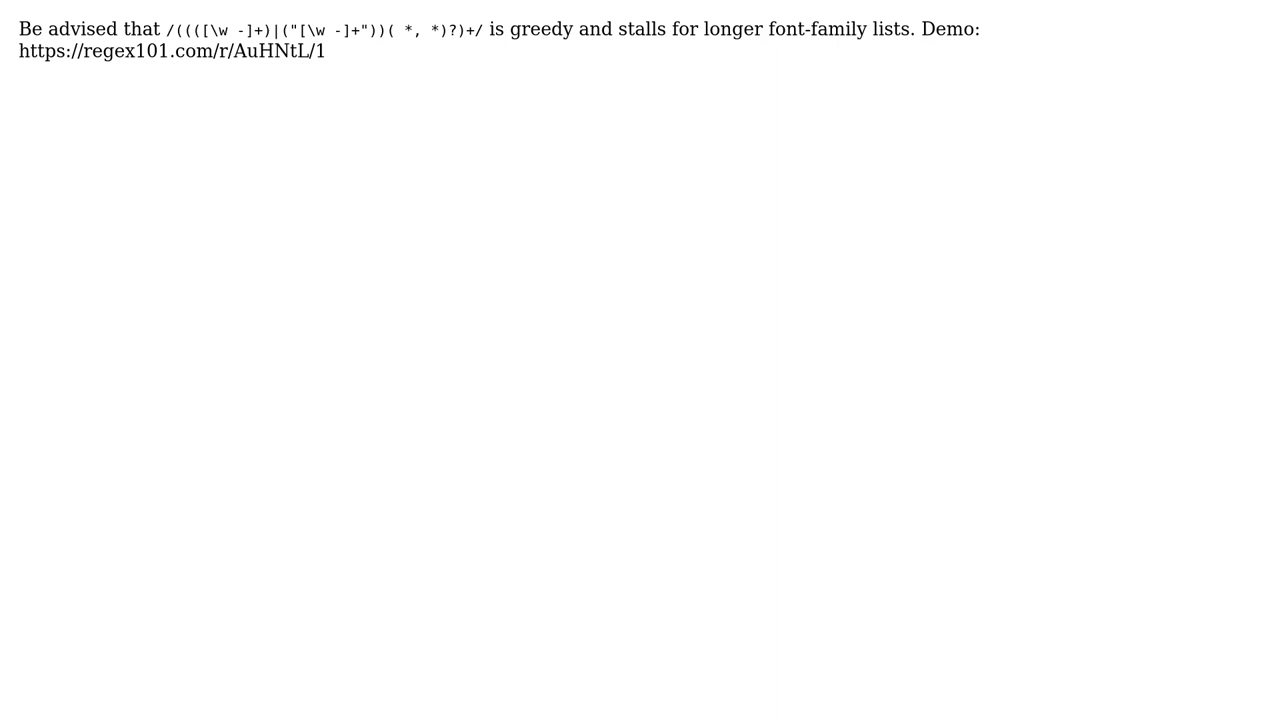 Be advised that /((([\w -]+)|("[\w -]+"))( *, *)?)+/ is greedy and stalls for longer font-family lists. Demo:
https://regex101.com/r/AuHNtL/1